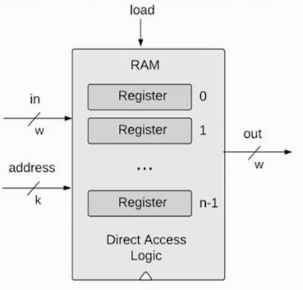 load
RAM
Register 0
in
w
Register 1
out
w
address
k
...
Register n-1
Direct Access
Logic